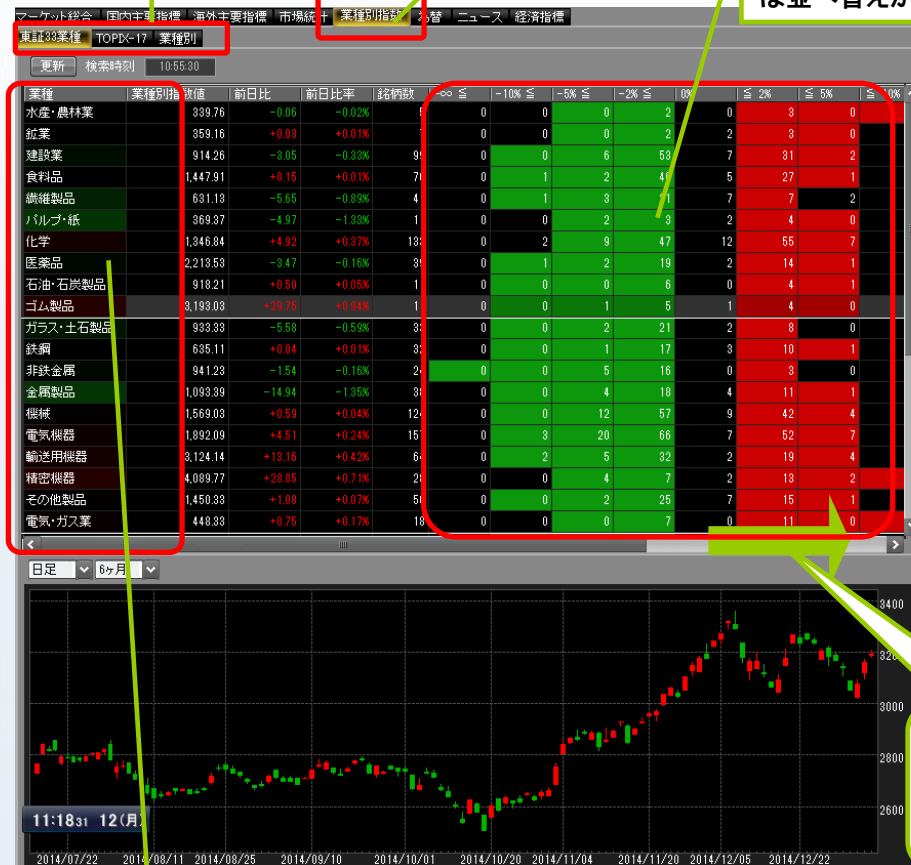 マーケット総合 国内主要指標 海外主要指標 市場統計 業種別指数 為替 ニュース 経済指標
は並べ替えが
東証33業種 TOPIX-17 業種別
更新 検索時刻 10:55:30
業種 業種別指数値 前日比 前日比率 銘柄数 -∞ ≦ -10% ≦ -5% ≦ -2% ≦ 0% ≦ 2% ≦ 5% ≦ 10%
水産・農林業 339.76 -0.06 -0.02% 0 0 0 2 0 3 0
鉱業 359.16 +0.03 +0.01% 0 0 0 2 2 3 0
建設業 914.26 -3.05 -0.33% 0 0 6 53 7 31 2
食料品 1,447.91 +0.15 +0.01% 0 1 2 5 27 1
繊維製品 631.13 -5.65 -0.89% 0 1 3 7 7 2
パルプ・紙 369.37 -4.97 -1.33% 0 0 2 3 2 4 0
化学 1,346.84 +4.92 +0.37% 0 2 9 47 12 55 7
医薬品 2,213.53 -3.47 -0.16% 0 1 2 19 2 14 1
石油・石炭製品 918.21 +0.50 +0.05% 0 0 0 6 0 4 1
ゴム製品 3,193.03 +29.75 +0.94% 0 0 1 5 1 4 0
ガラス・土石製品 933.33 -5.58 -0.59% 0 0 2 21 2 8 0
鉄鋼 635.11 +0.04 +0.01% 0 0 1 17 3 10 1
非鉄金属 941.23 -1.54 -0.16% 0 0 5 16 0 3 0
金属製品 1,093.39 -14.94 -1.35% 0 0 4 18 4 11 1
機械 1,569.03 +0.59 +0.04% 0 0 12 57 9 42 4
電気機器 1,892.09 +4.51 +0.24% 0 3 20 66 7 52 7
輸送用機器 3,124.14 +13.16 +0.42% 0 2 5 32 2 19 4
精密機器 4,089.77 +28.85 +0.71% 0 0 4 7 2 13 2
その他製品 1,450.33 +1.08 +0.07% 0 0 2 25 7 15 1
電気・ガス業 448.33 +0.75 +0.17% 18 0 0 0 7 0 11 0
日足 6ヶ月
3400
3200
3000
2800
2600
11:18 31 12(月)
2014/07/22 2014/08/11 2014/08/25 2014/09/10 2014/10/01 2014/10/20 2014/11/04 2014/11/20 2014/12/05 2014/12/22